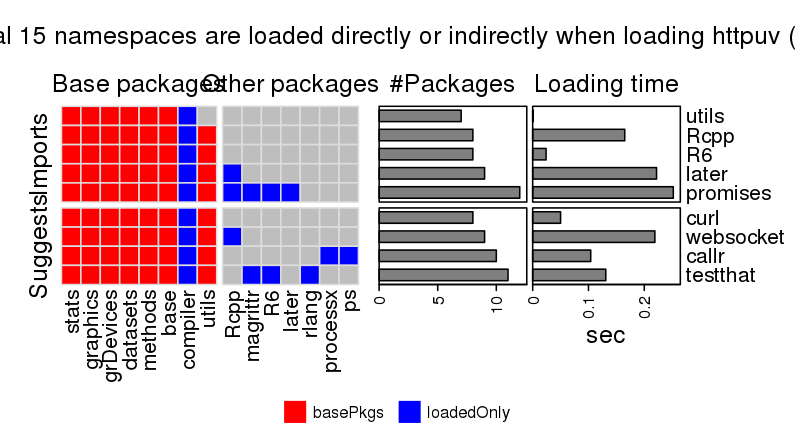 al 15 namespaces are loaded directly or indirectly when loading httpuv (
Base packages
Other packages
#Packages
Loading time
Imports
Suggests
utils
Rcpp
R6
later
promises
curl
websocket
callr
testthat
stats
graphics
grDevices
datasets
methods
base
compiler
utils
Rcpp
magrittr
R6
later
rlang
processx
ps
0
5
10
0
0.1
0.2
sec
basePkgs
loadedOnly